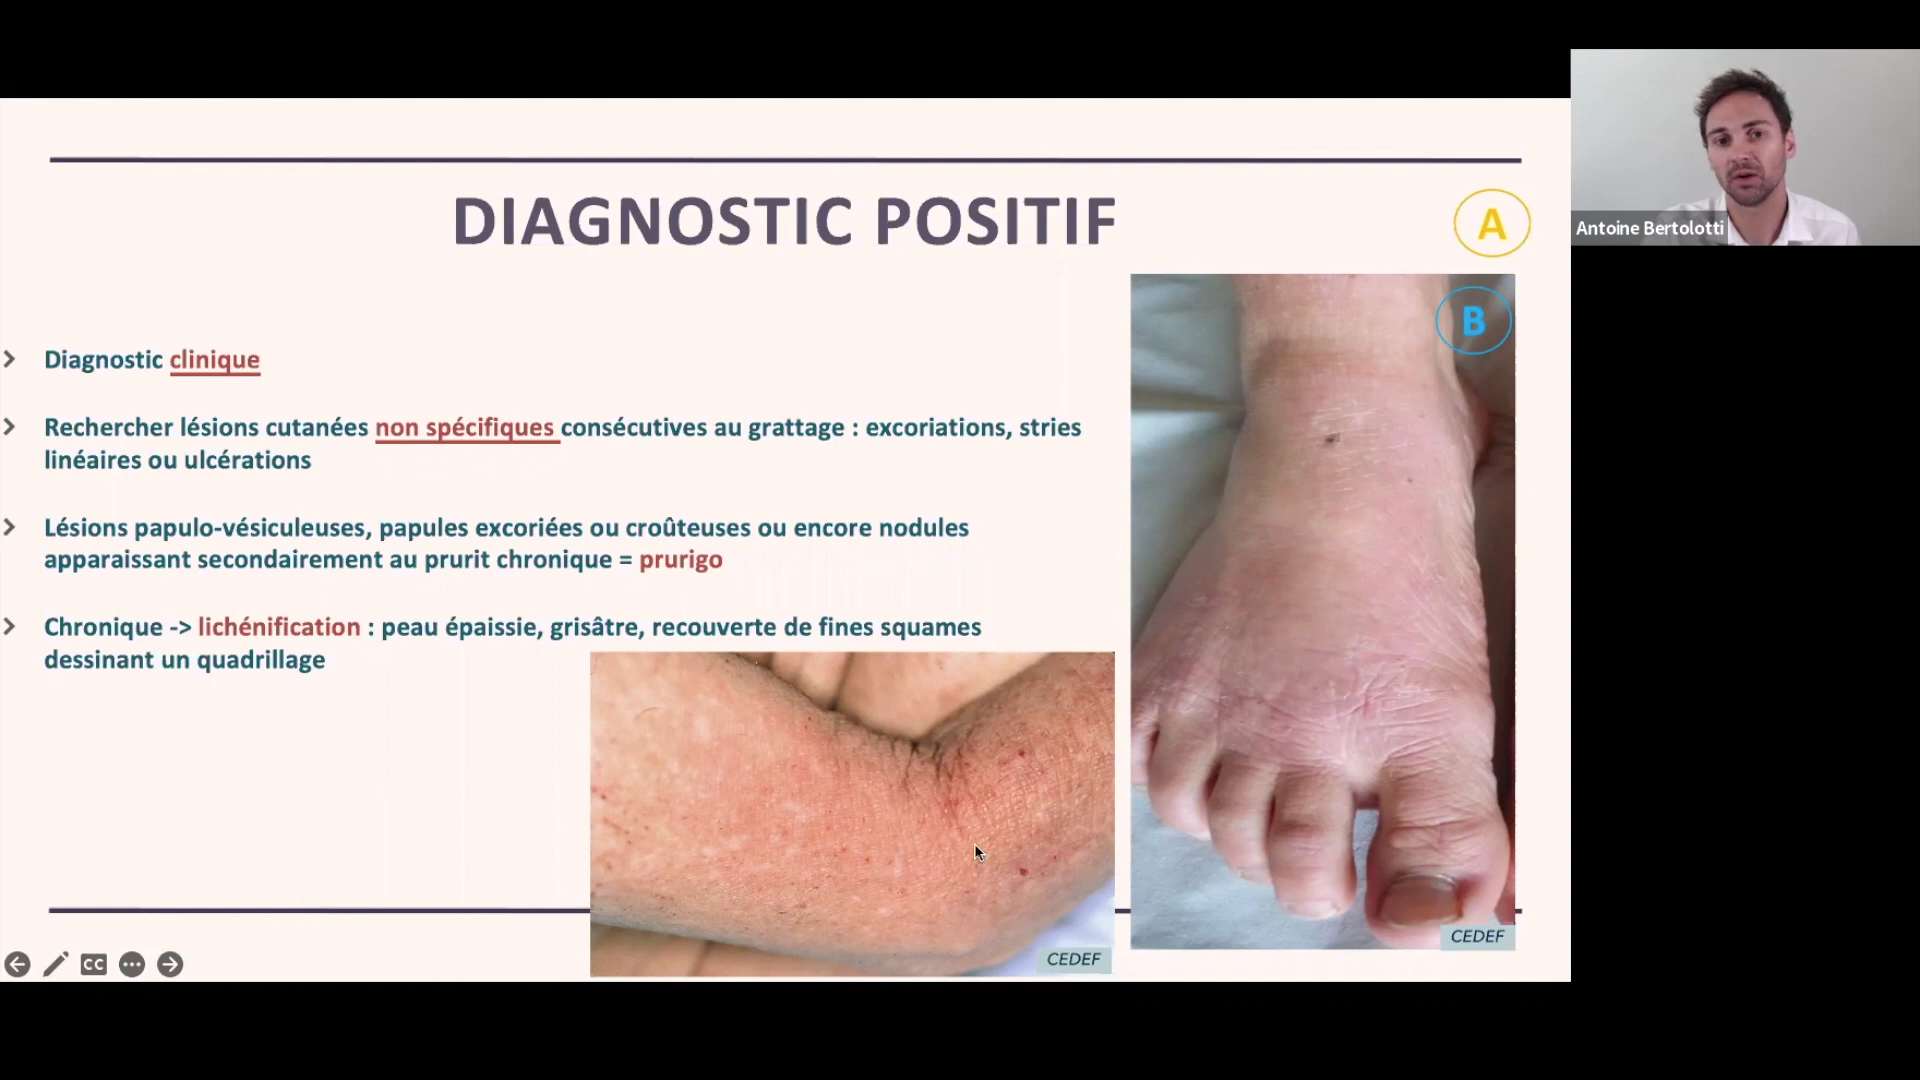 DIAGNOSTIC POSITIF
A
Antoine Bertolotti
B
Diagnostic clinique
Rechercher lésions cutanées non spécifiques consécutives au grattage : excoriations, stries
linéaires ou ulcérations
Lésions papulo-vésiculeuses, papules excoriées ou croûteuses ou encore nodules
apparaissant secondairement au prurit chronique = prurigo
Chronique -> lichénification : peau épaissie, grisâtre, recouverte de fines squames
dessinant un quadrillage
CEDEF
CEDEF
CC